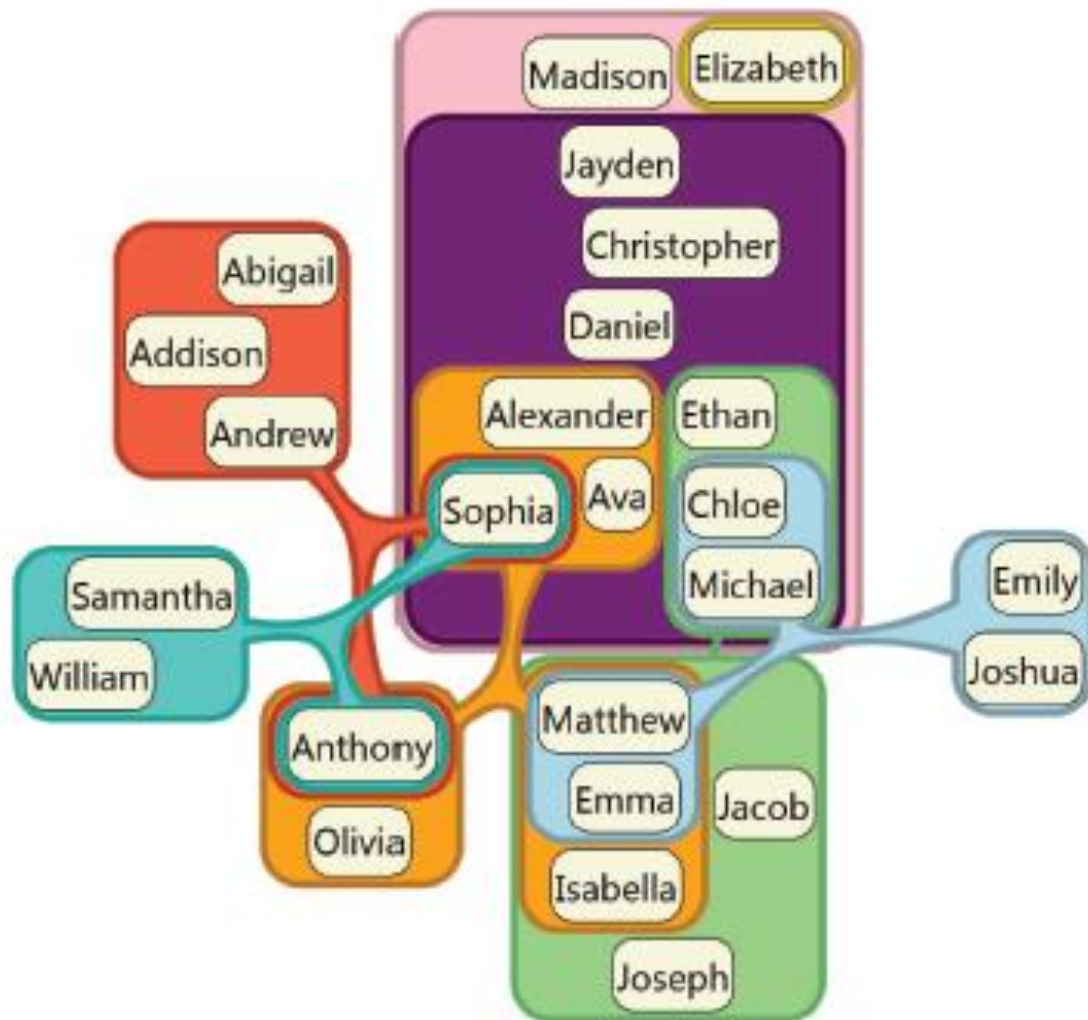 Madison
Elizabeth
Jayden
Christopher
Daniel
Abigail
Addison
Andrew
Alexander
Ethan
Sophia
Ava
Chloe
Michael
Samantha
William
Emily
Joshua
Anthony
Olivia
Matthew
Emma
Jacob
Isabella
Joseph